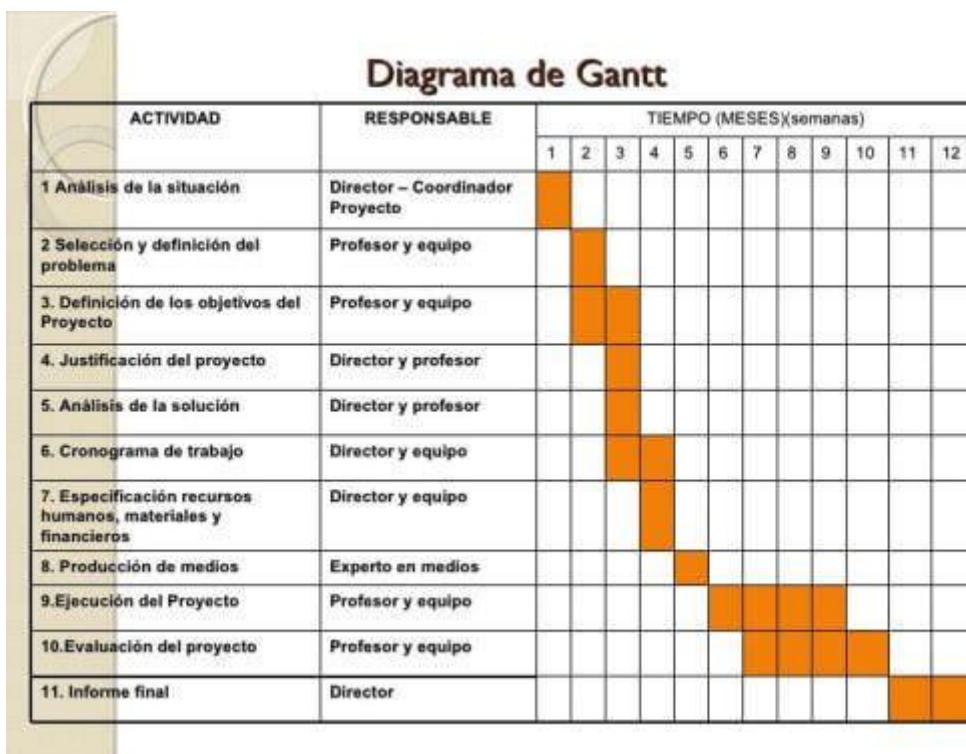 Diagrama de Gantt
ACTIVIDAD
RESPONSABLE
TIEMPO (MESES)(semanas)
1 2 3 4 5 6 7 8 9 10 11 12
1 Análisis de la situación
Director – Coordinador
Proyecto
2 Selección y definición del
problema
Profesor y equipo
3. Definición de los objetivos del
Proyecto
Profesor y equipo
4. Justificación del proyecto
Director y profesor
5. Análisis de la solución
Director y profesor
6. Cronograma de trabajo
Director y equipo
7. Especificación recursos
humanos, materiales y
financieros
Director y equipo
8. Producción de medios
Experto en medios
9.Ejecución del Proyecto
Profesor y equipo
10.Evaluación del proyecto
Profesor y equipo
11. Informe final
Director